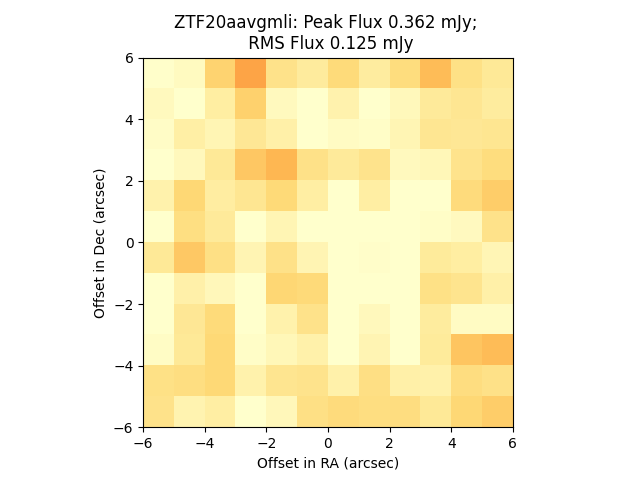 ZTF20aavgmli: Peak Flux 0.362 mJy;
RMS Flux 0.125 mJy
6
4
2
0
−2
−4
−6
Offset in Dec (arcsec)
−6 −4 −2 0 2 4 6
Offset in RA (arcsec)